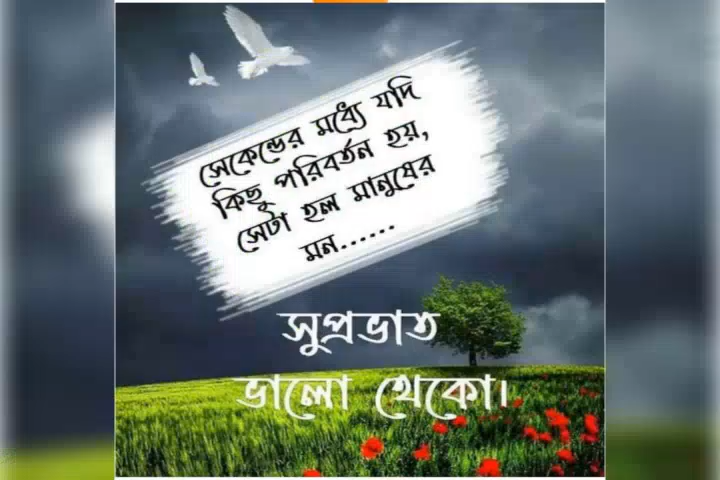 সেকেন্ডের মধ্যে যদি
কিছু পরিবর্তন হয়,
সেটা হল মানুষের
মন......
সুপ্রভাত
ভালো থেকো।